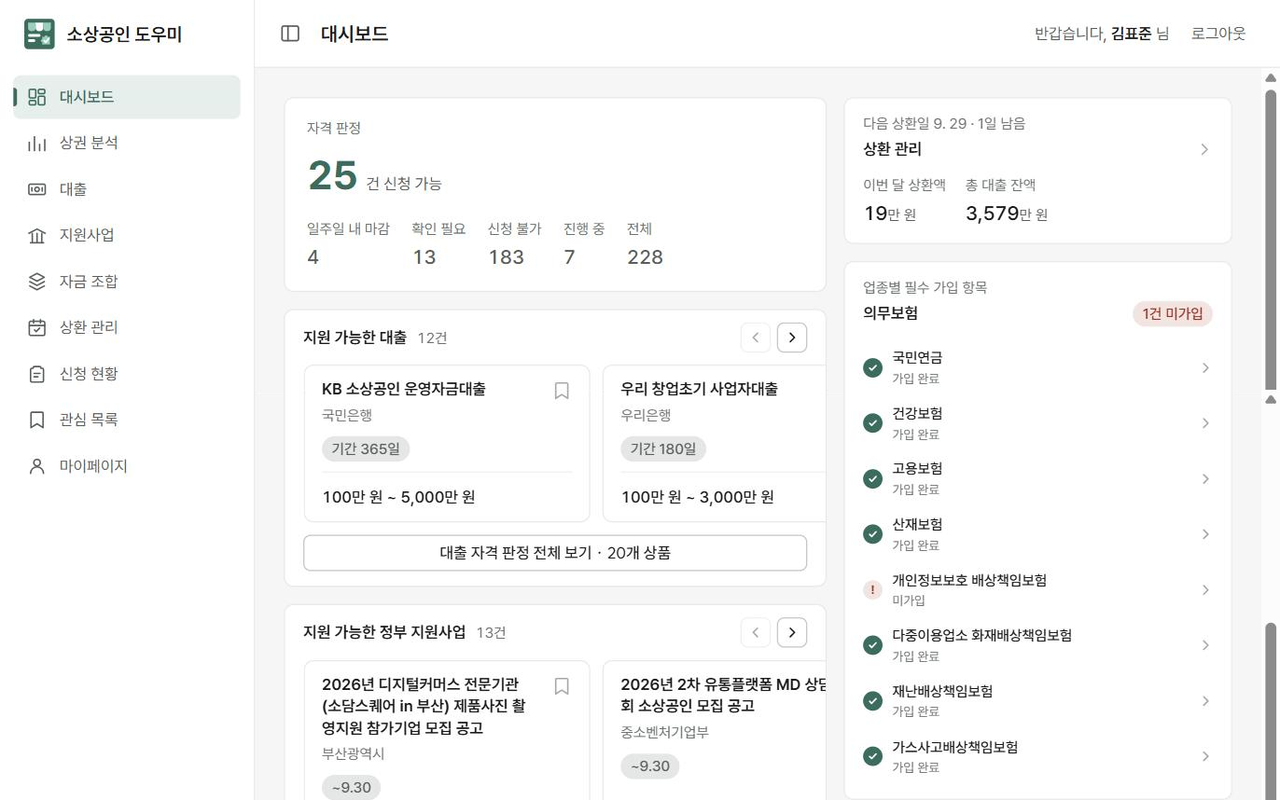 소상공인 도우미
대시보드
상권 분석
대출
지원사업
자금 조합
상환 관리
신청 현황
관심 목록
마이페이지
대시보드
반갑습니다, 김표준 님
로그아웃
자격 판정
25 건 신청 가능
일주일 내 마감 확인 필요 신청 불가 진행 중 전체
4 13 183 7 228
지원 가능한 대출 12건
KB 소상공인 운영자금대출
국민은행
기간 365일
100만 원 ~ 5,000만 원
우리 창업초기 사업자대출
우리은행
기간 180일
100만 원 ~ 3,000만 원
대출 자격 판정 전체 보기 · 20개 상품
지원 가능한 정부 지원사업 13건
2026년 디지털커머스 전문기관
(소담스퀘어 in 부산) 제품사진 촬
영지원 참가기업 모집 공고
부산광역시
~9.30
2026년 2차 유통플랫폼 MD 상담
회 소상공인 모집 공고
중소벤처기업부
~9.30
다음 상환일 9. 29 · 1일 남음
상환 관리
이번 달 상환액 총 대출 잔액
19만 원 3,579만 원
업종별 필수 가입 항목
의무보험
1건 미가입
국민연금
가입 완료
건강보험
가입 완료
고용보험
가입 완료
산재보험
가입 완료
개인정보보호 배상책임보험
미가입
다중이용업소 화재배상책임보험
가입 완료
재난배상책임보험
가입 완료
가스사고배상책임보험
가입 완료